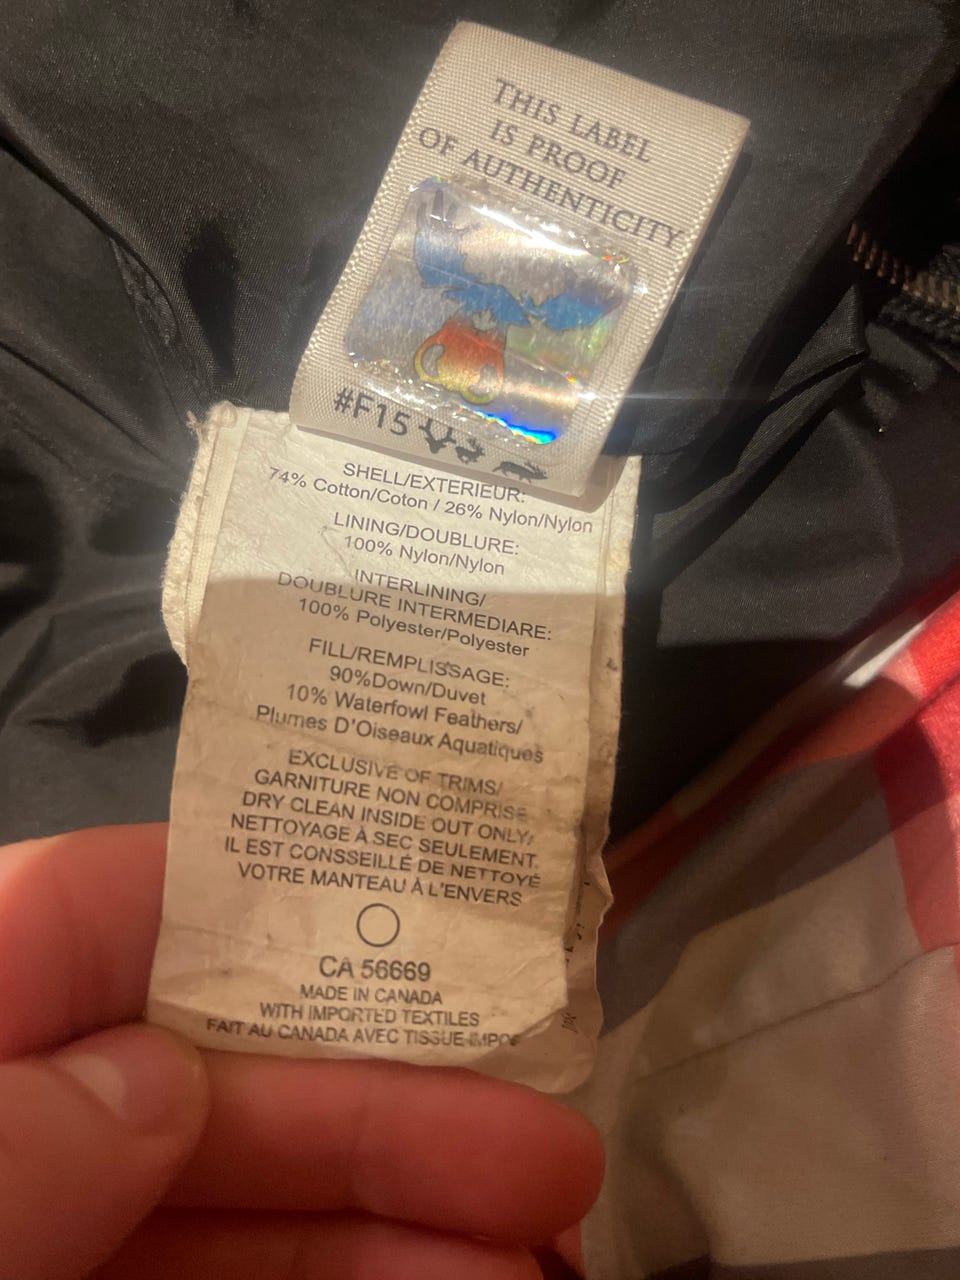 THIS LABEL
IS PROOF
OF AUTHENTICITY
#F15
SHELL/EXTERIEUR:
74% Cotton/Coton / 26% Nylon/Nylon
LINING/DOUBLURE:
100% Nylon/Nylon
INTERLINING/
DOUBLURE INTERMEDIARE:
100% Polyester/Polyester
FILL/REMPLISSAGE:
90%Down/Duvet
10% Waterfowl Feathers/
Plumes D'Oiseaux Aquatiques
EXCLUSIVE OF TRIMS/
GARNITURE NON COMPRISE
DRY CLEAN INSIDE OUT ONLY/
NETTOYAGE À SEC SEULEMENT.
IL EST CONSSEILLÉ DE NETTOYÉ
VOTRE MANTEAU À L'ENVERS
CA 56669
MADE IN CANADA
WITH IMPORTED TEXTILES
FAIT AU CANADA AVEC TISSUE